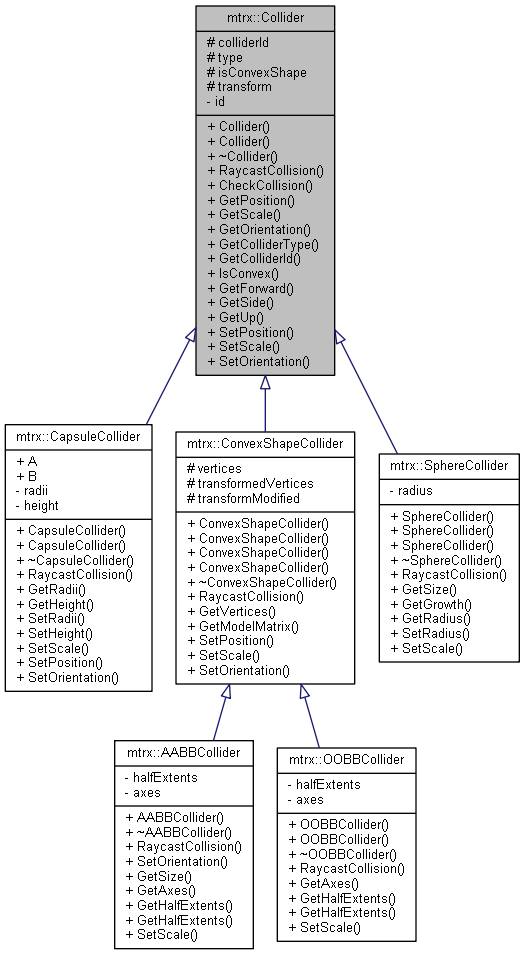 mtrx::Collider
# colliderId
# type
# isConvexShape
# transform
- id
+ Collider()
+ Collider()
+ ~Collider()
+ RaycastCollision()
+ CheckCollision()
+ GetPosition()
+ GetScale()
+ GetOrientation()
+ GetColliderType()
+ GetColliderId()
+ IsConvex()
+ GetForward()
+ GetSide()
+ GetUp()
+ SetPosition()
+ SetScale()
+ SetOrientation()
mtrx::CapsuleCollider
+ A
+ B
- radii
- height
+ CapsuleCollider()
+ CapsuleCollider()
+ ~CapsuleCollider()
+ RaycastCollision()
+ GetRadii()
+ GetHeight()
+ SetRadii()
+ SetHeight()
+ SetScale()
+ SetPosition()
+ SetOrientation()
mtrx::ConvexShapeCollider
# vertices
# transformedVertices
# transformModified
+ ConvexShapeCollider()
+ ConvexShapeCollider()
+ ConvexShapeCollider()
+ ConvexShapeCollider()
+ ~ConvexShapeCollider()
+ RaycastCollision()
+ GetVertices()
+ GetModelMatrix()
+ SetPosition()
+ SetScale()
+ SetOrientation()
mtrx::SphereCollider
- radius
+ SphereCollider()
+ SphereCollider()
+ SphereCollider()
+ ~SphereCollider()
+ RaycastCollision()
+ GetSize()
+ GetGrowth()
+ GetRadius()
+ SetRadius()
+ SetScale()
mtrx::AABBCollider
- halfExtents
- axes
+ AABBCollider()
+ ~AABBCollider()
+ RaycastCollision()
+ SetOrientation()
+ GetSize()
+ GetAxes()
+ GetHalfExtents()
+ GetHalfExtents()
+ SetScale()
mtrx::OOBBCollider
- halfExtents
- axes
+ OOBBCollider()
+ OOBBCollider()
+ ~OOBBCollider()
+ RaycastCollision()
+ GetAxes()
+ GetHalfExtents()
+ GetHalfExtents()
+ SetScale()